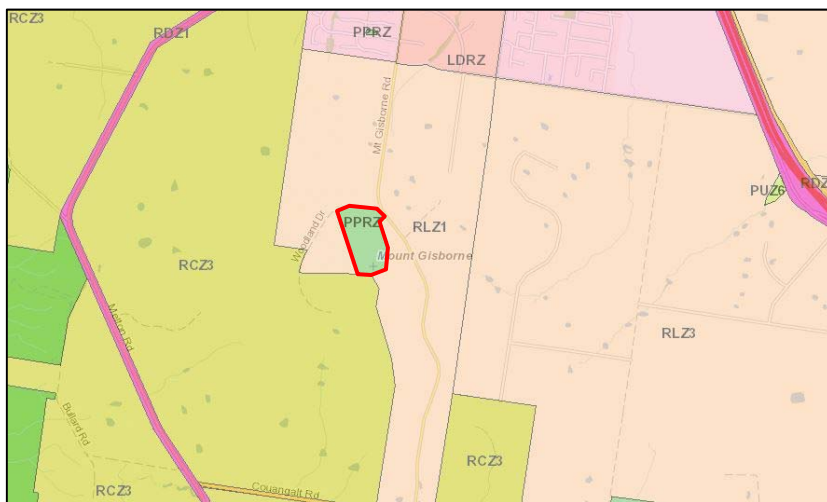 RCZ3
RDZ1
PPRZ
LDRZ
Mt Gisborne Rd
PUZ6
RDZ
PPRZ
RLZ1
Woodland Dr
Mount Gisborne
RCZ3
Melton Rd
RLZ3
Bullard Rd
RCZ3
Couangalt Rd
RCZ3